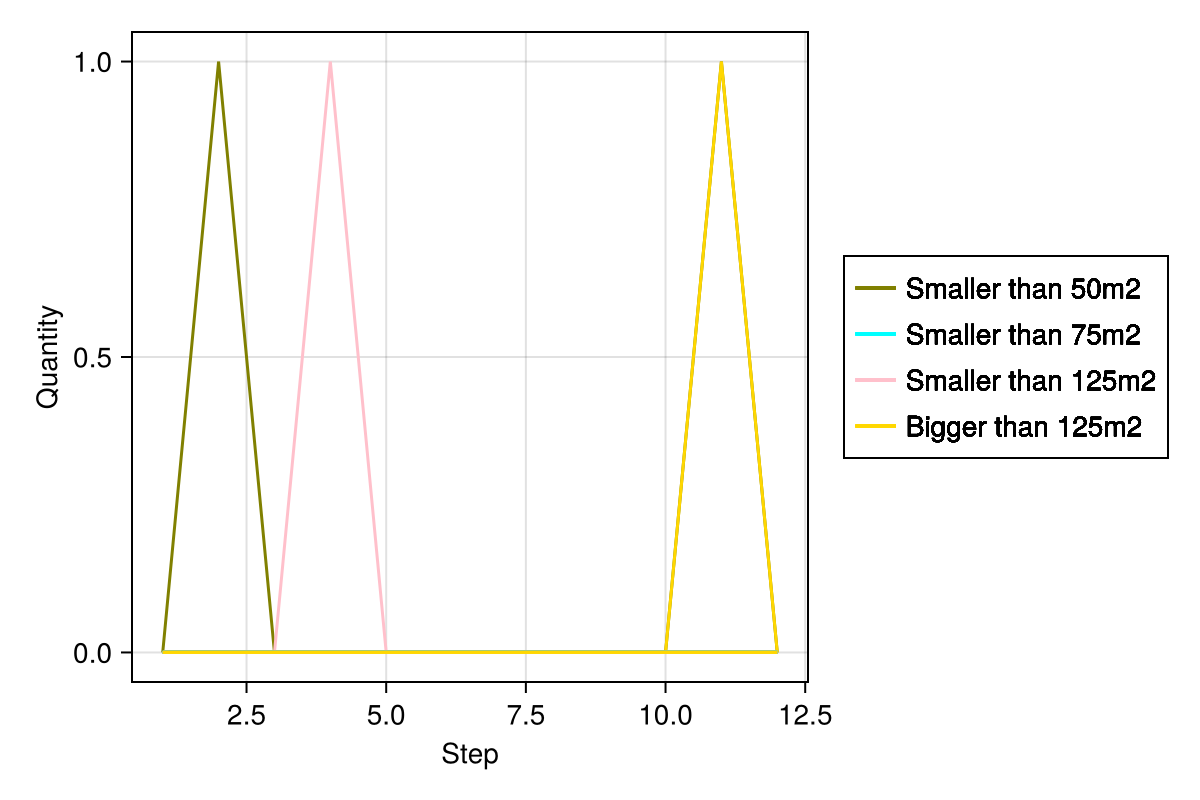 1.0
0.5
0.0
Quantity
2.5 5.0 7.5 10.0 12.5
Step
Smaller than 50m2
Smaller than 75m2
Smaller than 125m2
Bigger than 125m2